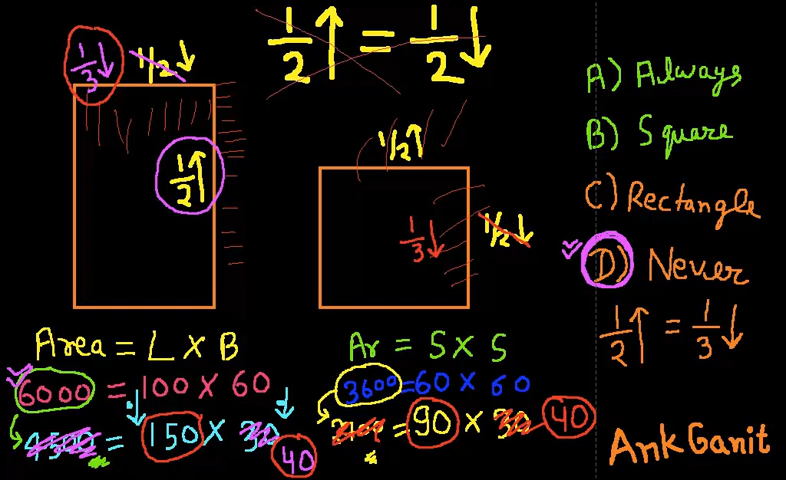 1/2↑ = 1/2↓
1/3↓ 1/2↓
1/2↑
1/2↑
1/3↓ 1/2↓
A) Always
B) Square
C) Rectangle
D) Never
1/2↑ = 1/3↓
Area = L X B
6000 = 100 X 60
4500 = 150 X 30 40
Ar = S X S
3600 = 60 X 60
= 90 X 30 40
Ank Ganit